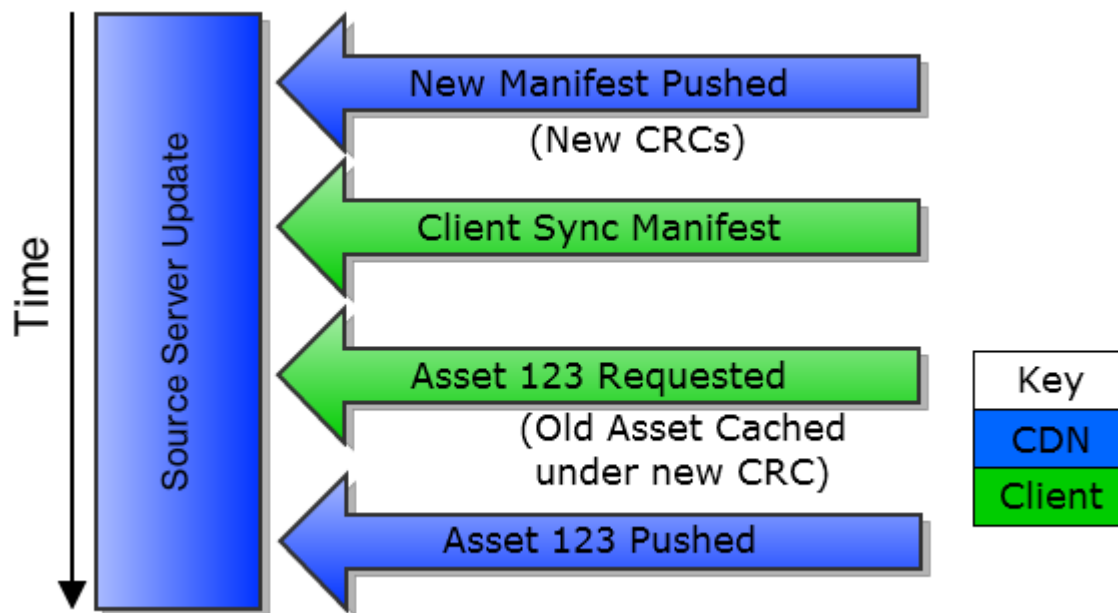 Time
Source Server Update
New Manifest Pushed
(New CRCs)
Client Sync Manifest
Asset 123 Requested
(Old Asset Cached
under new CRC)
Asset 123 Pushed
Key
CDN
Client